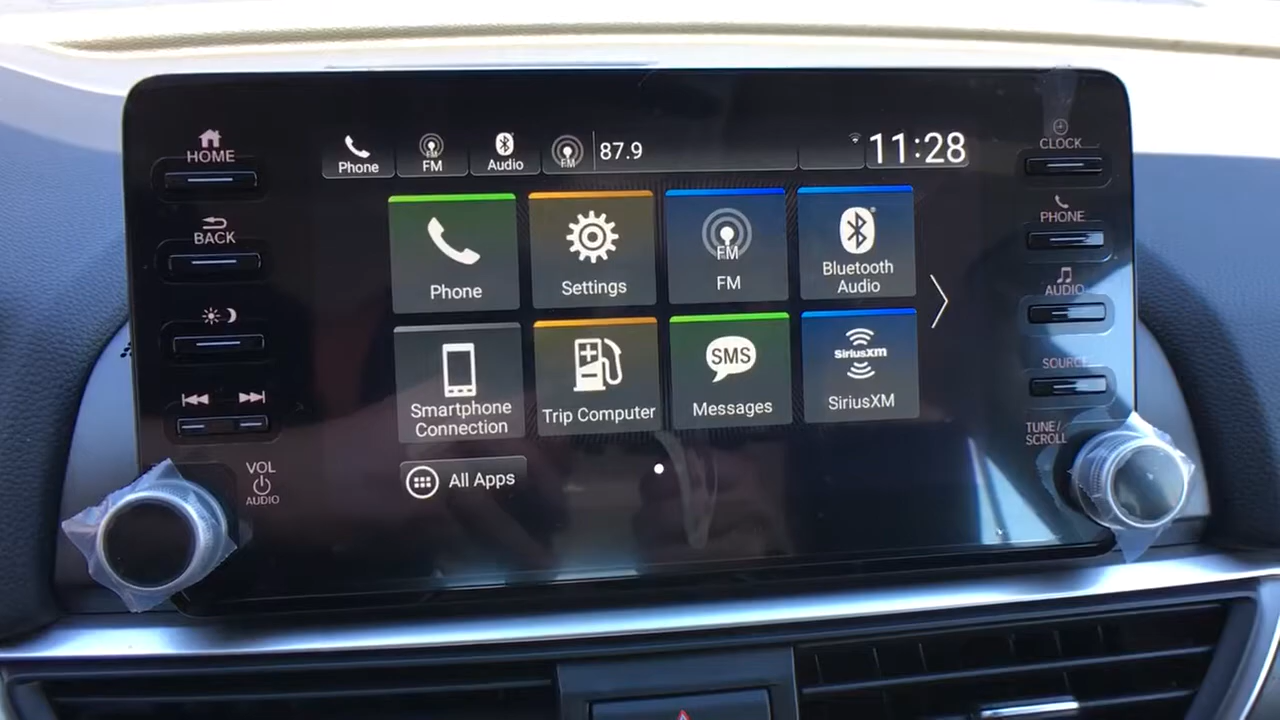 HOME
BACK
VOL
AUDIO
Phone
FM
FM
Audio
FM
87.9
11:28
Phone
Settings
FM
FM
Bluetooth
Audio
Smartphone
Connection
Trip Computer
SMS
Messages
SiriusXM
SiriusXM
All Apps
CLOCK
PHONE
AUDIO
SOURCE
TUNE/
SCROLL